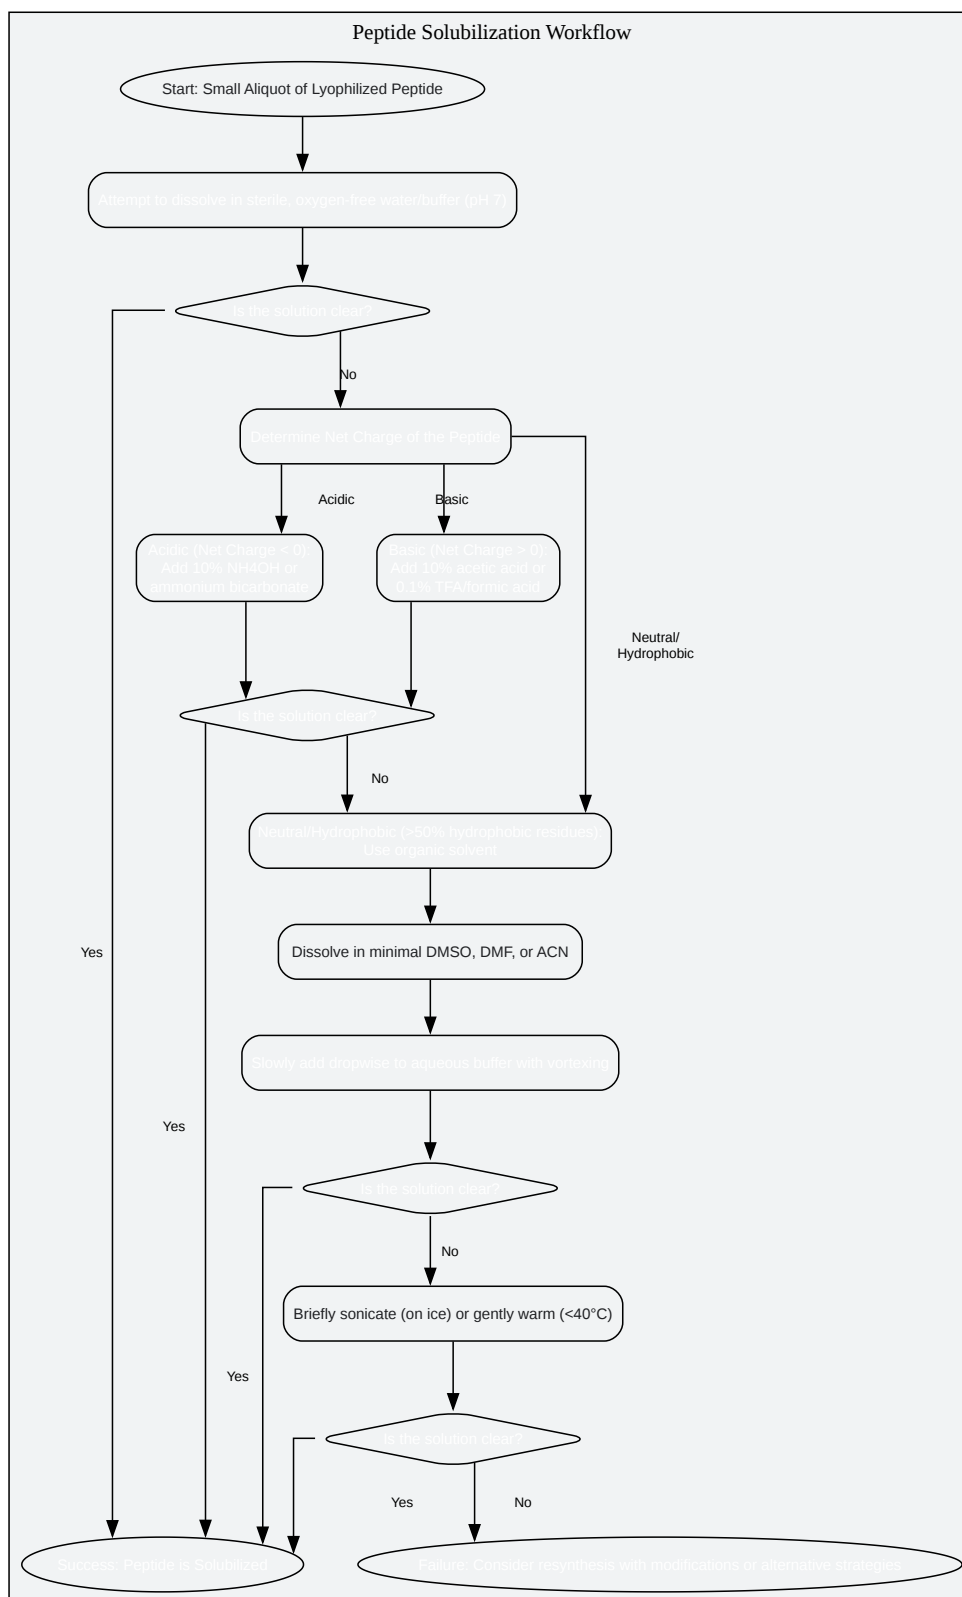 Peptide Solubilization Workflow
Start: Small Aliquot of Lyophilized Peptide
Attempt to dissolve in sterile, oxygen-free water/buffer (pH 7)
Is the solution clear?
No
Determine Net Charge of the Peptide
Acidic
Basic
Acidic (Net Charge < 0):
Add 10% NH4OH or
ammonium bicarbonate
Basic (Net Charge > 0):
Add 10% acetic acid or
0.1% TFA/formic acid
Neutral/
Hydrophobic
Is the solution clear?
No
Neutral/Hydrophobic (>50% hydrophobic residues)
Use organic solvent
Dissolve in minimal DMSO, DMF, or ACN
Yes
Slowly add dropwise to aqueous buffer with vortexing
Yes
Is the solution clear?
No
Briefly sonicate (on ice) or gently warm (<40°C)
Yes
Is the solution clear?
Yes
No
Success: Peptide is Solubilized
Failure: Consider resynthesis with modifications or alternative strategies